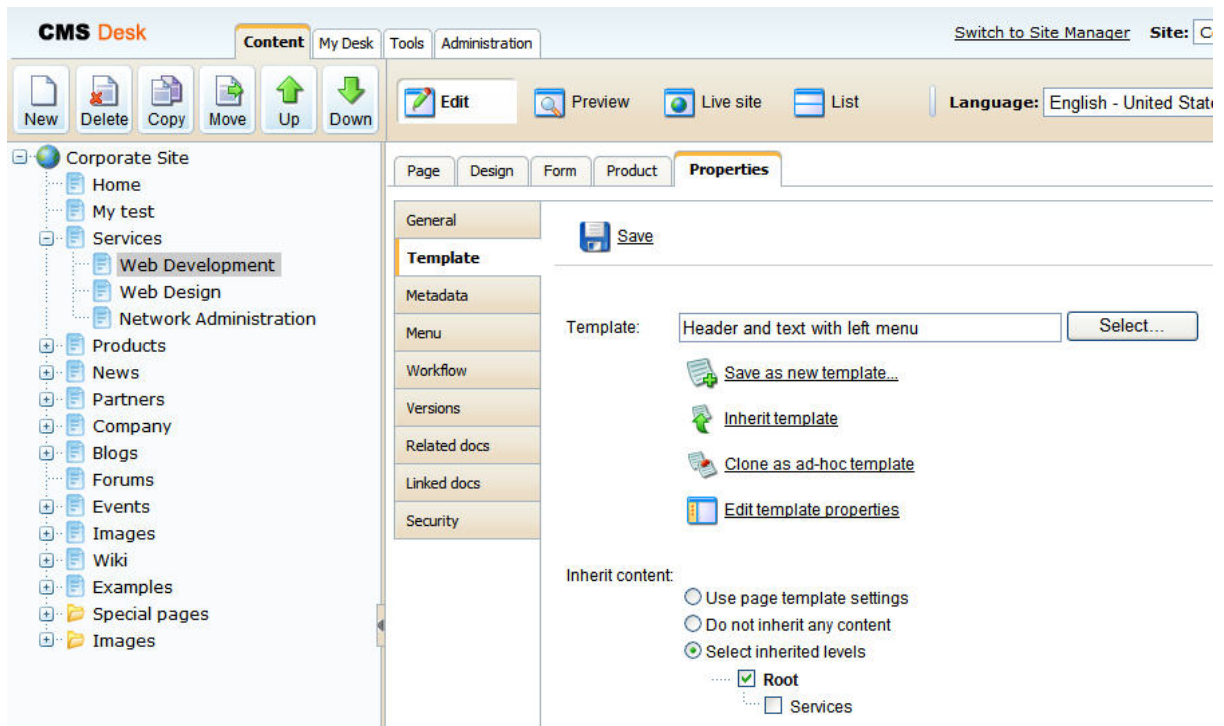 CMS Desk
Content My Desk Tools Administration
Switch to Site Manager Site:
New Delete Copy Move Up Down
Edit Preview Live site List Language: English - United State
Corporate Site
Home
My test
Services
Web Development
Web Design
Network Administration
Products
News
Partners
Company
Blogs
Forums
Events
Images
Wiki
Examples
Special pages
Images
Page Design Form Product Properties
General
Template
Metadata
Menu
Workflow
Versions
Related docs
Linked docs
Security
Save
Template: Header and text with left menu Select...
Save as new template...
Inherit template
Clone as ad-hoc template
Edit template properties
Inherit content:
Use page template settings
Do not inherit any content
Select inherited levels
Root
Services